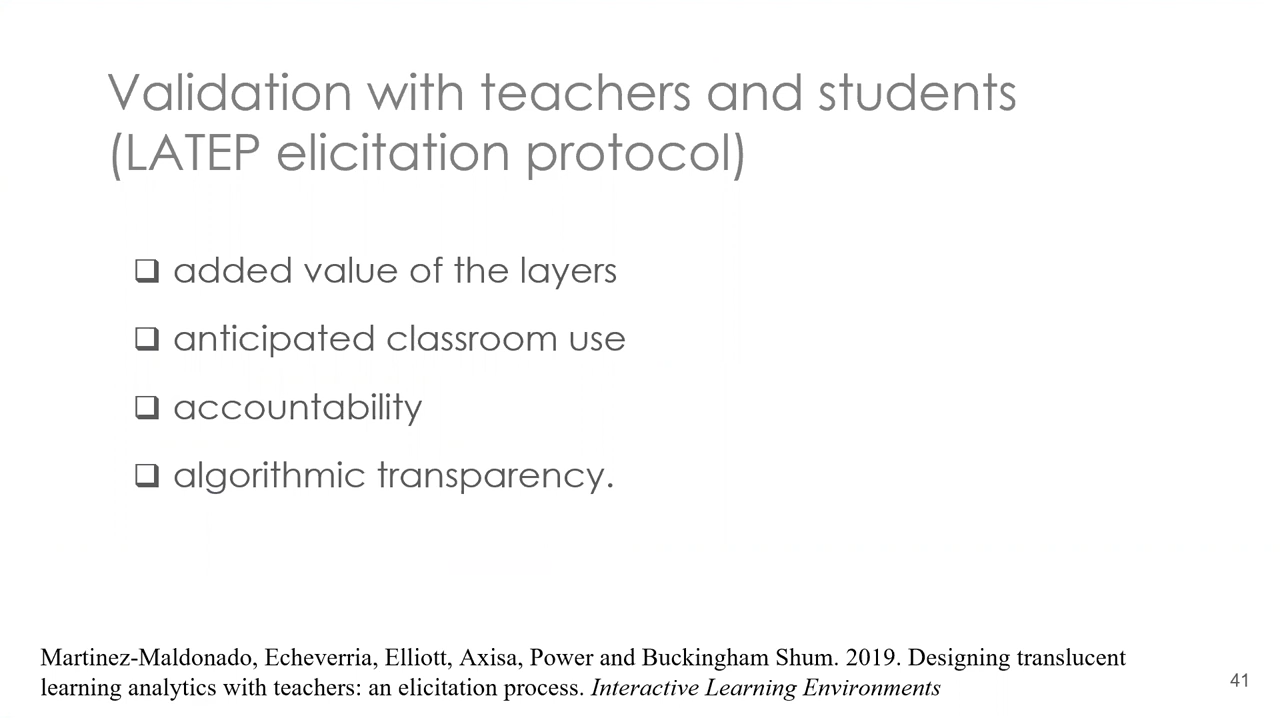 Validation with teachers and students
(LATEP elicitation protocol)
❑ added value of the layers
❑ anticipated classroom use
❑ accountability
❑ algorithmic transparency.
Martinez-Maldonado, Echeverria, Elliott, Axisa, Power and Buckingham Shum. 2019. Designing translucent
learning analytics with teachers: an elicitation process. Interactive Learning Environments
41